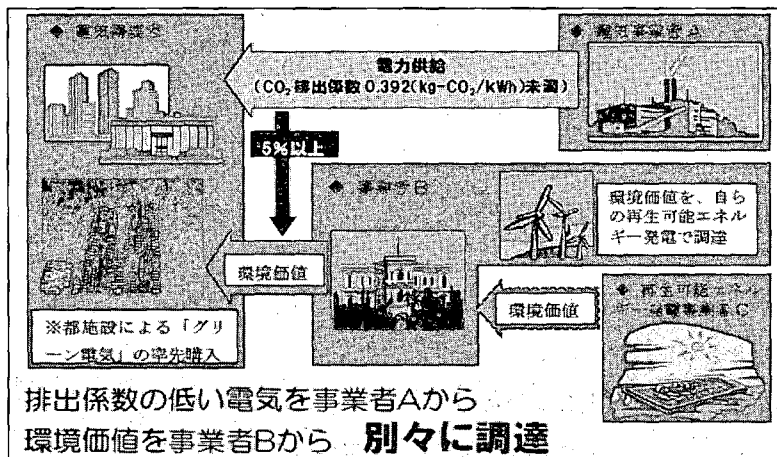 ◆ 電気需要S
◆ 電気事業者A
電力供給
（CO₂排出係数0.392(kg-CO₂/kWh)未満）
5%以上
◆ 事業者B
環境価値を、自ら
の再生可能エネル
ギー発電で調達
環境価値
環境価値
◆ 再生可能エネル
ギー発電事業者C
※都施設による「グリ
ーン電気」の率先購入
排出係数の低い電気を事業者Aから
環境価値を事業者Bから 別々に調達